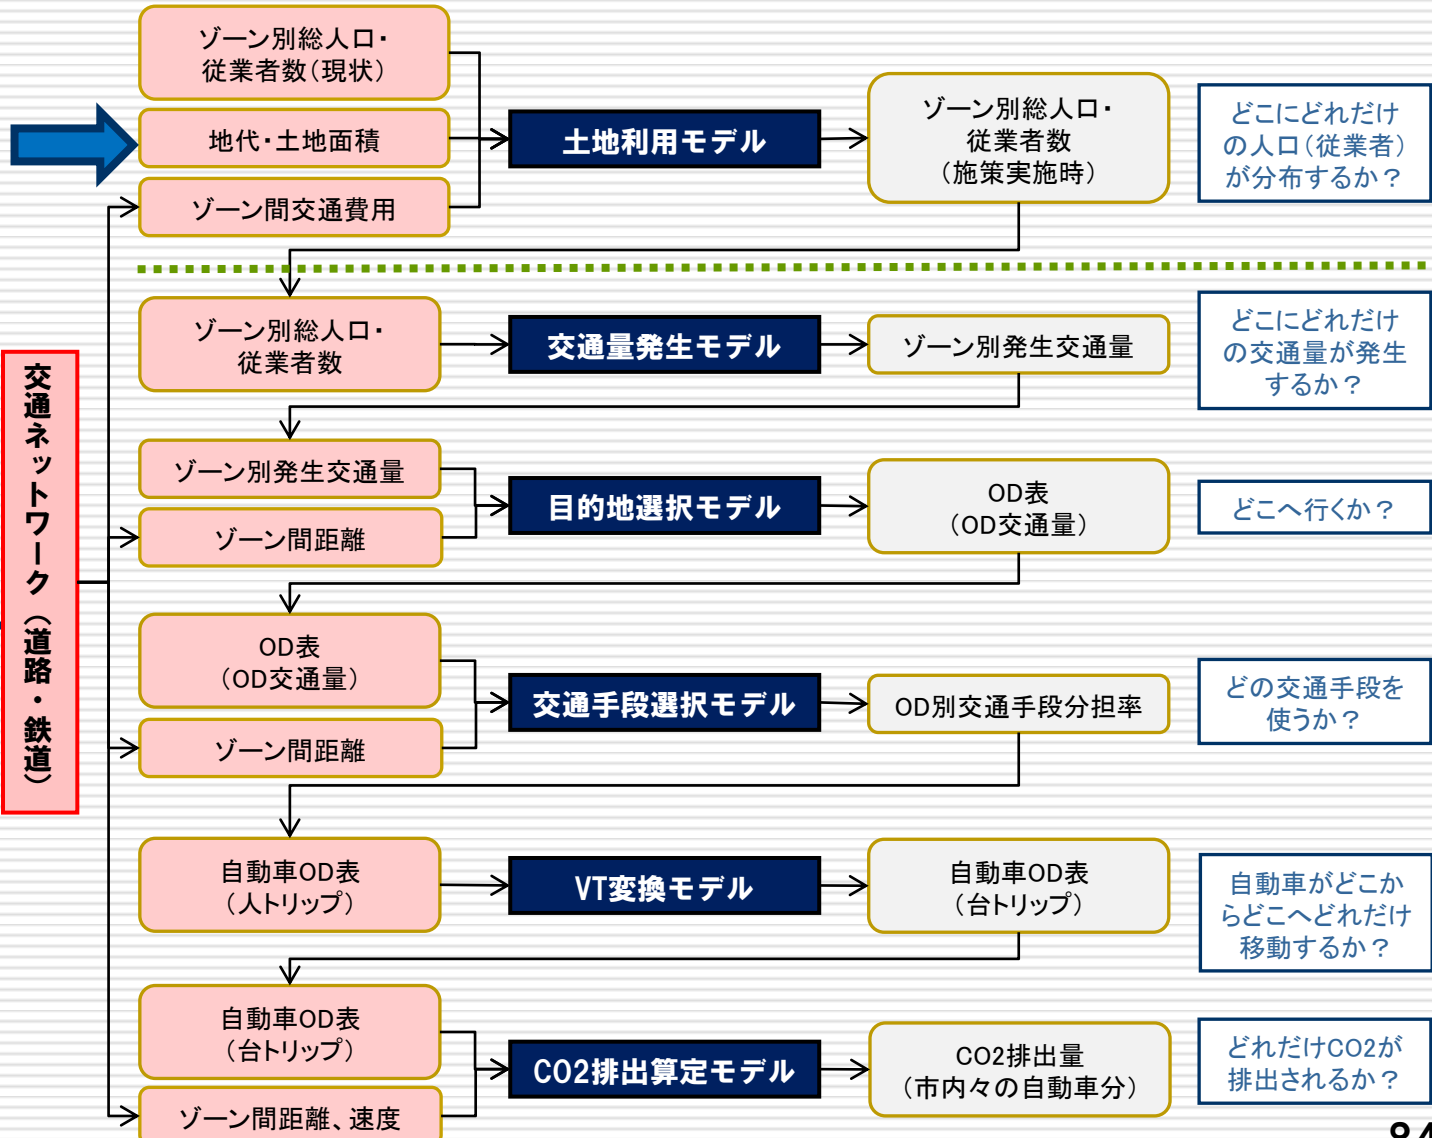 ゾーン別総人口・
従業者数（現状）
地代・土地面積
ゾーン間交通費用
土地利用モデル
ゾーン別総人口・
従業者数
（施策実施時）
どこにどれだけ
の人口（従業者）
が分布するか？
交通ネットワーク（道路・鉄道）
ゾーン別総人口・
従業者数
交通量発生モデル
ゾーン別発生交通量
どこにどれだけ
の交通量が発生
するか？
ゾーン別発生交通量
ゾーン間距離
目的地選択モデル
OD表
（OD交通量）
どこへ行くか？
OD表
（OD交通量）
ゾーン間距離
交通手段選択モデル
OD別交通手段分担率
どの交通手段を
使うか？
自動車OD表
（人トリップ）
VT変換モデル
自動車OD表
（台トリップ）
自動車がどこか
らどこへどれだけ
移動するか？
自動車OD表
（台トリップ）
ゾーン間距離、速度
CO2排出算定モデル
CO2排出量
（市内々の自動車分）
どれだけCO2が
排出されるか？